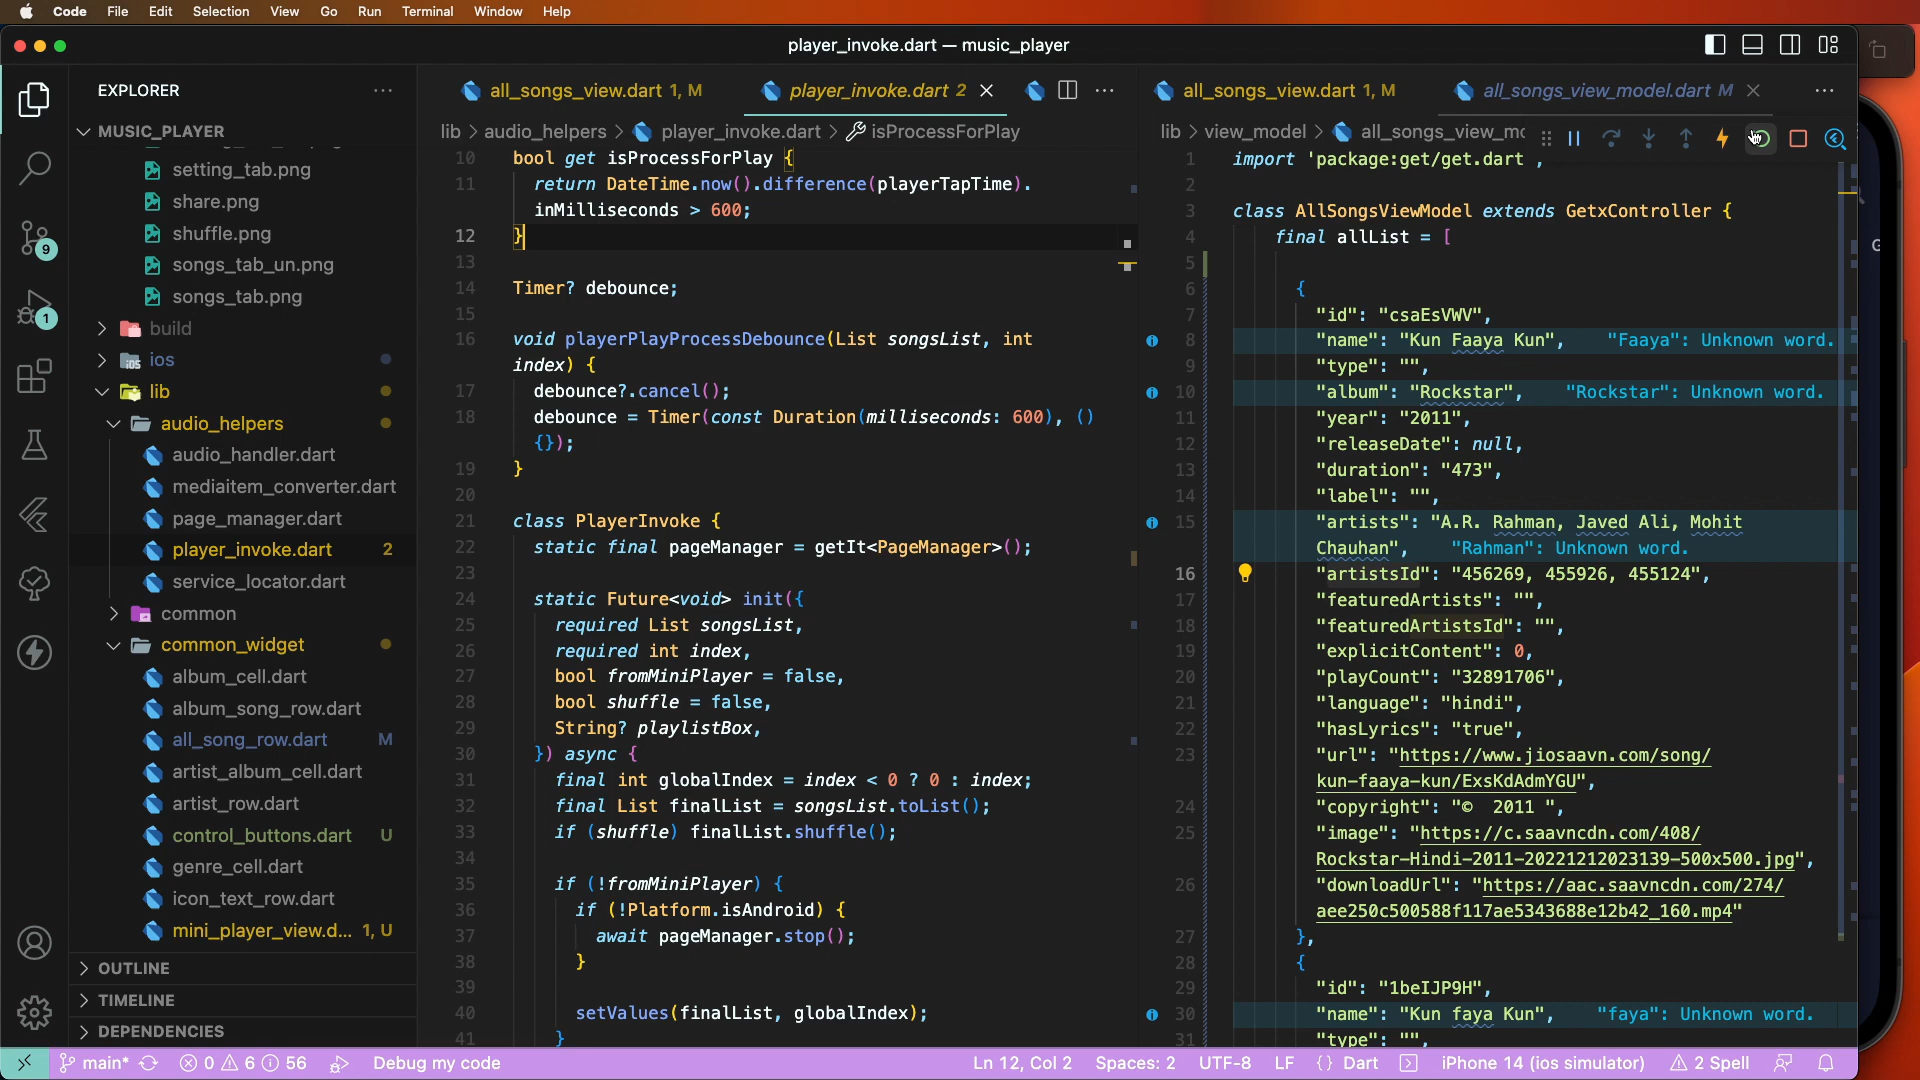 Code File Edit Selection View Go Run Terminal Window Help
player_invoke.dart — music_player
EXPLORER
MUSIC_PLAYER
setting_tab.png
share.png
shuffle.png
songs_tab_un.png
songs_tab.png
build
ios
lib
audio_helpers
audio_handler.dart
mediaitem_converter.dart
page_manager.dart
player_invoke.dart 2
service_locator.dart
common
common_widget
album_cell.dart
album_song_row.dart
all_song_row.dart M
artist_album_cell.dart
artist_row.dart
control_buttons.dart U
genre_cell.dart
icon_text_row.dart
mini_player_view.d... 1, U
OUTLINE
TIMELINE
DEPENDENCIES
9
1
all_songs_view.dart 1, M
player_invoke.dart 2
lib > audio_helpers > player_invoke.dart > isProcessForPlay
10 bool get isProcessForPlay {
11 return DateTime.now().difference(playerTapTime).
inMilliseconds > 600;
12 }
13
14 Timer? debounce;
15
16 void playerPlayProcessDebounce(List songsList, int
index) {
17 debounce?.cancel();
18 debounce = Timer(const Duration(milliseconds: 600), ()
{});
19 }
20
21 class PlayerInvoke {
22 static final pageManager = getIt<PageManager>();
23
24 static Future<void> init({
25 required List songsList,
26 required int index,
27 bool fromMiniPlayer = false,
28 bool shuffle = false,
29 String? playlistBox,
30 }) async {
31 final int globalIndex = index < 0 ? 0 : index;
32 final List finalList = songsList.toList();
33 if (shuffle) finalList.shuffle();
34
35 if (!fromMiniPlayer) {
36 if (!Platform.isAndroid) {
37 await pageManager.stop();
38 }
39
40 setValues(finalList, globalIndex);
41 }
all_songs_view.dart 1, M
all_songs_view_model.dart M
lib > view_model > all_songs_view_mo
1 import 'package:get/get.dart';
2
3 class AllSongsViewModel extends GetxController {
4 final allList = [
5
6 {
7 "id": "csaEsVWV",
8 "name": "Kun Faaya Kun", "Faaya": Unknown word.
9 "type": "",
10 "album": "Rockstar", "Rockstar": Unknown word.
11 "year": "2011",
12 "releaseDate": null,
13 "duration": "473",
14 "label": "",
15 "artists": "A.R. Rahman, Javed Ali, Mohit
Chauhan", "Rahman": Unknown word.
16 "artistsId": "456269, 455926, 455124",
17 "featuredArtists": "",
18 "featuredArtistsId": "",
19 "explicitContent": 0,
20 "playCount": "32891706",
21 "language": "hindi",
22 "hasLyrics": "true",
23 "url": "https://www.jiosaavn.com/song/
kun-faaya-kun/ExsKdAdmYGU",
24 "copyright": "© 2011 ",
25 "image": "https://c.saavncdn.com/408/
Rockstar-Hindi-2011-20221212023139-500x500.jpg",
26 "downloadUrl": "https://aac.saavncdn.com/274/
aee250c500588f117ae5343688e12b42_160.mp4"
27 },
28 {
29 "id": "1beIJP9H",
30 "name": "Kun faya Kun", "faya": Unknown word.
31 "type": "",
G
main* 0 6 56 Debug my code Ln 12, Col 2 Spaces: 2 UTF-8 LF {} Dart iPhone 14 (ios simulator) 2 Spell